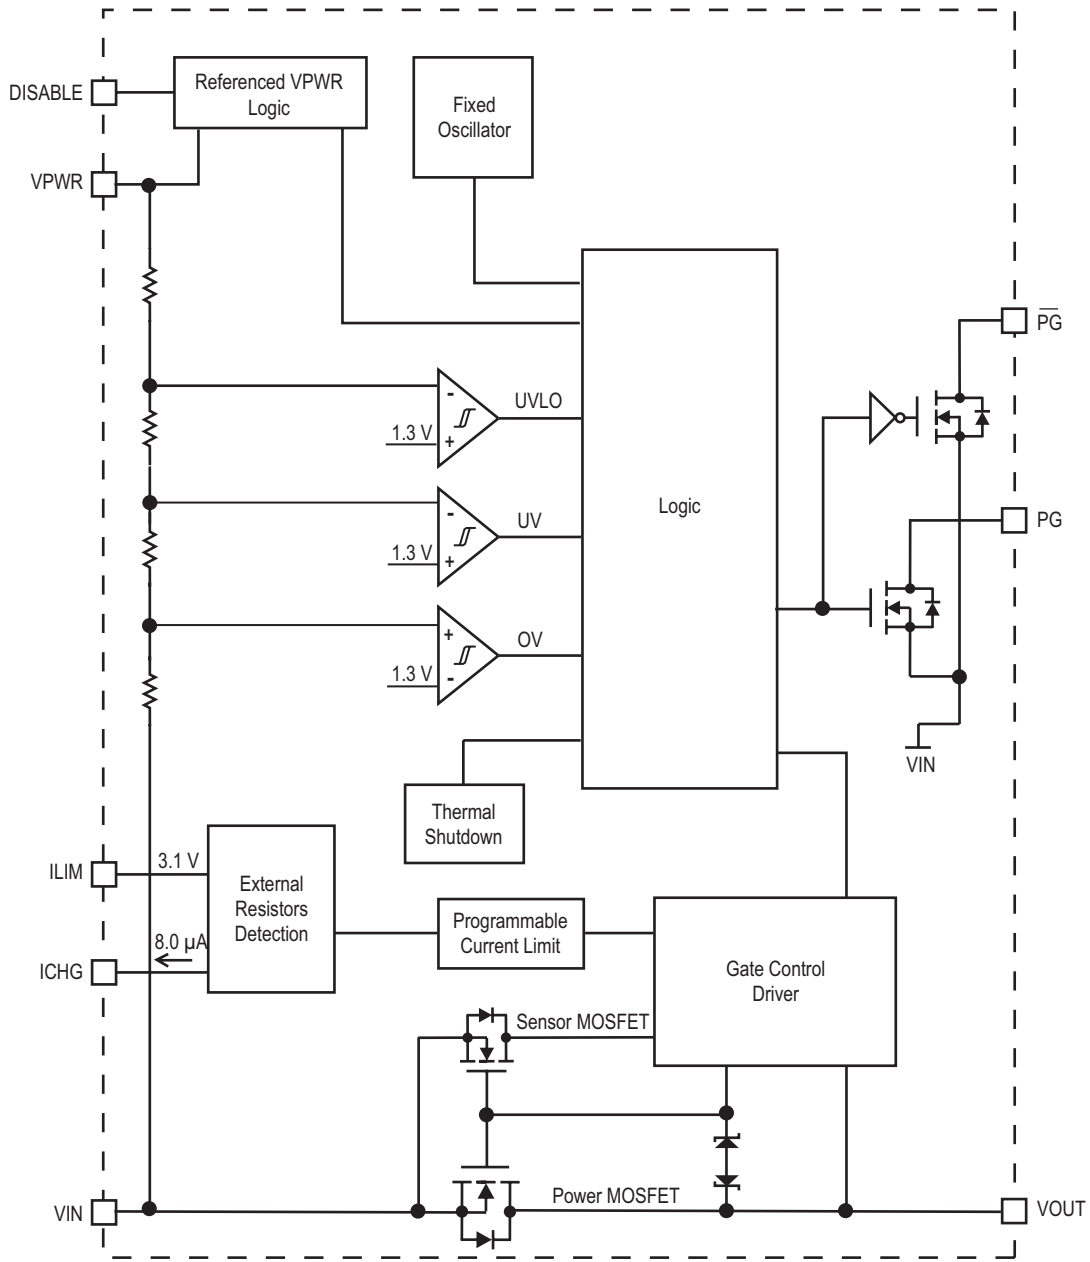 DISABLE
Referenced VPWR
Logic
Fixed
Oscillator
VPWR
P̅G̅
UVLO
-
1.3 V
+
UV
-
1.3 V
+
Logic
PG
+
OV
1.3 V
-
VIN
Thermal
Shutdown
ILIM
3.1 V
External
Resistors
Detection
8.0 µA
ICHG
Programmable
Current Limit
Gate Control
Driver
Sensor MOSFET
Power MOSFET
VIN
VOUT